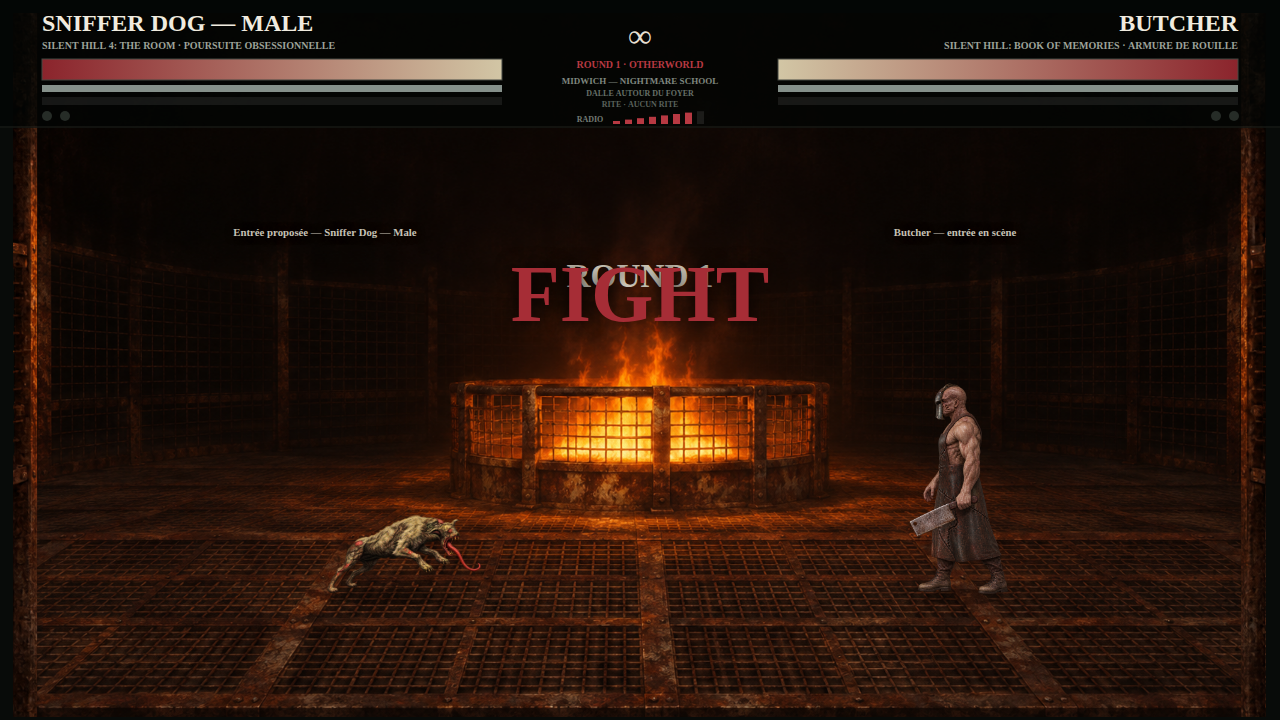 SNIFFER DOG — MALE
SILENT HILL 4: THE ROOM · POURSUITE OBSESSIONNELLE
∞
ROUND 1 · OTHERWORLD
MIDWICH — NIGHTMARE SCHOOL
DALLE AUTOUR DU FOYER
RITE · AUCUN RITE
RADIO
BUTCHER
SILENT HILL: BOOK OF MEMORIES · ARMURE DE ROUILLE
Entrée proposée — Sniffer Dog — Male
Butcher — entrée en scène
ROUND 1
FIGHT